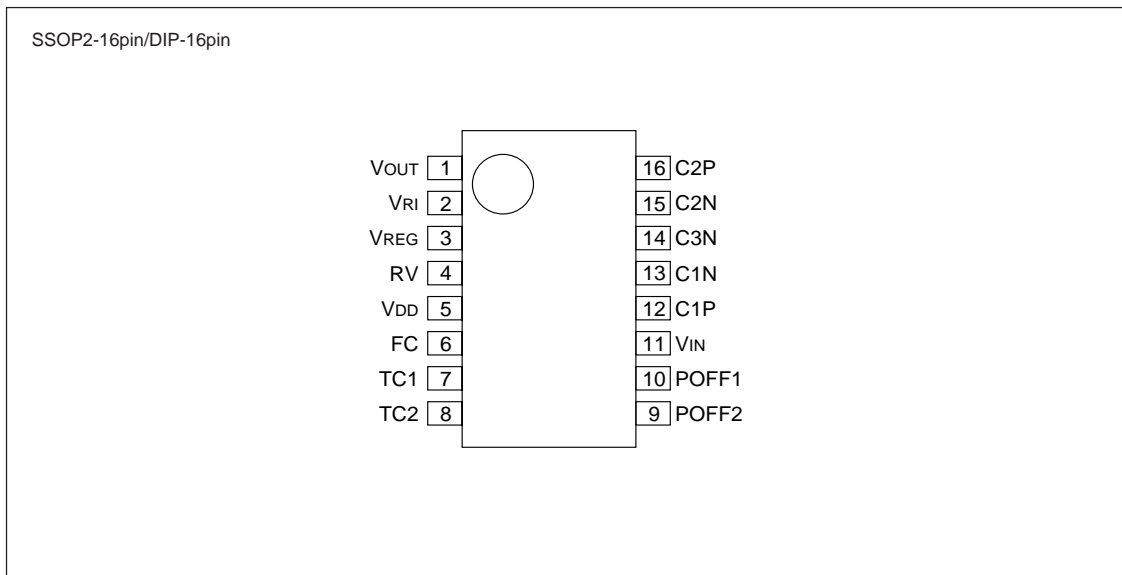 SSOP2-16pin/DIP-16pin
VOUT 1 16 C2P
VRI 2 15 C2N
VREG 3 14 C3N
RV 4 13 C1N
VDD 5 12 C1P
FC 6 11 VIN
TC1 7 10 POFF1
TC2 8 9 POFF2